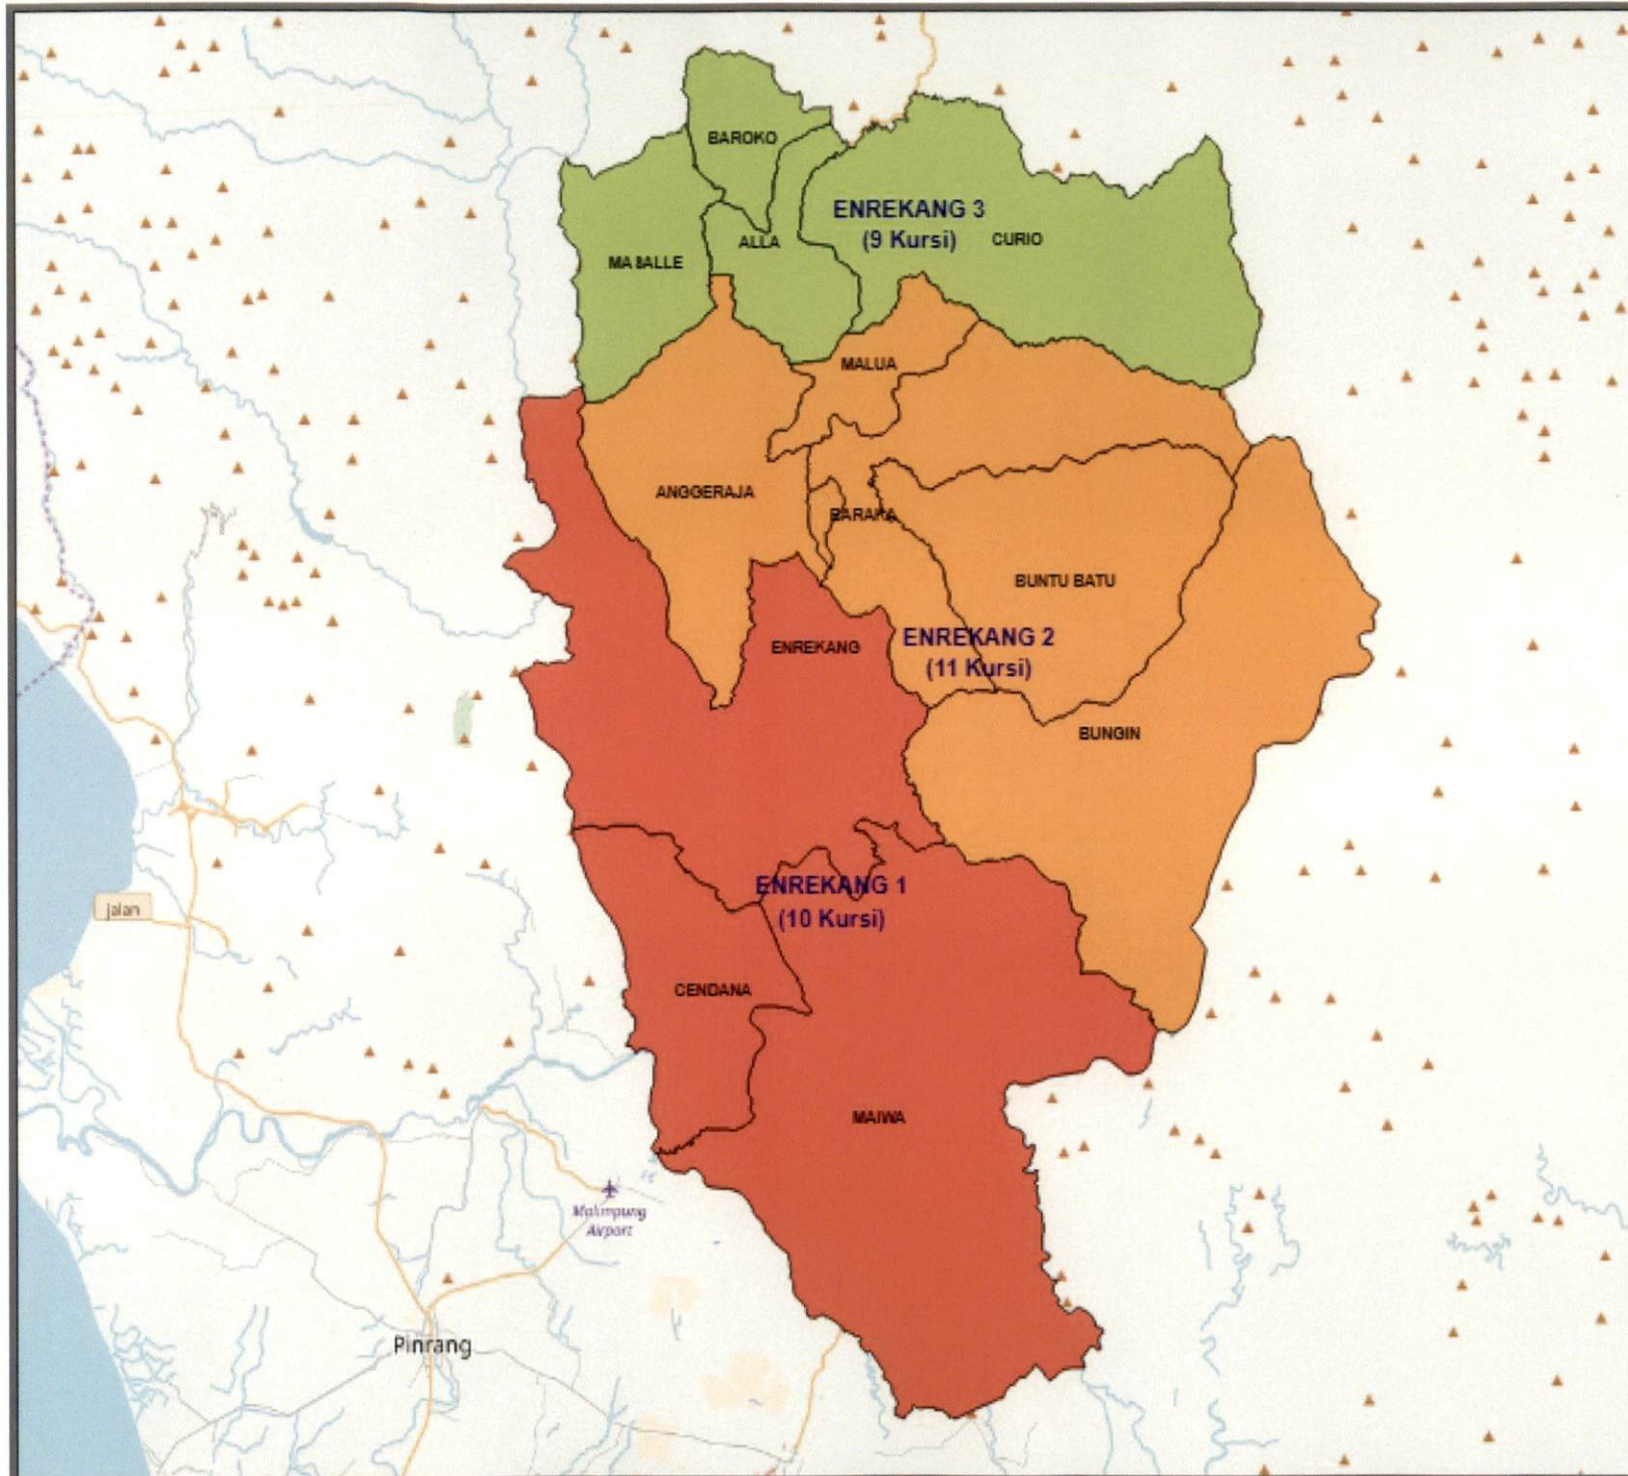 BAROKO
ENREKANG 3
(9 Kursi)
CURIO
ALLA
MASALLE
MALUA
ANGGERAJA
BARAKA
BUNTU BATU
ENREKANG
ENREKANG 2
(11 Kursi)
BUNGIN
ENREKANG 1
(10 Kursi)
jalan
CENDANA
MAIWA
Malimpung
Airport
Pinrang